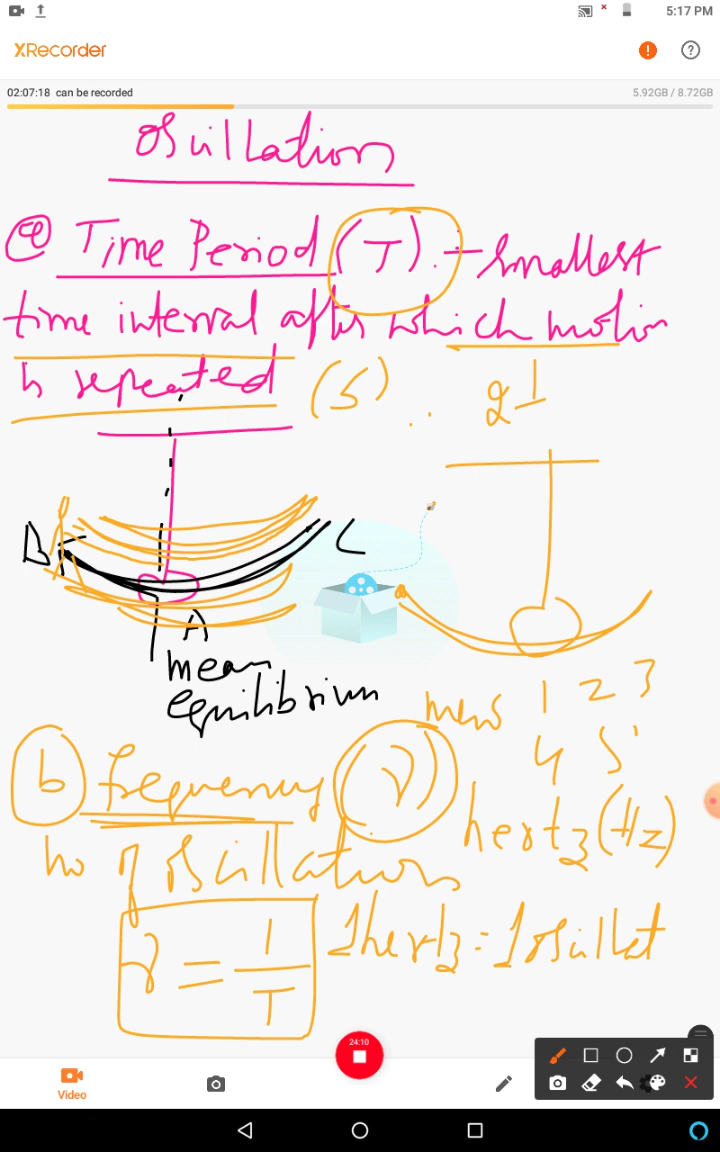 5:17 PM
XRecorder
02:07:18 can be recorded
5.92GB / 8.72GB
Oscillation
@ Time Period (T) :- Smallest
time interval after which motion
is repeated (S)
B
C
A
mean
equilibrium
1 2 3
4 5
b frequency (ν) hertz (Hz)
no of oscillation
ν = 1/T
1 hertz = 1 oscillat
24:10
Video